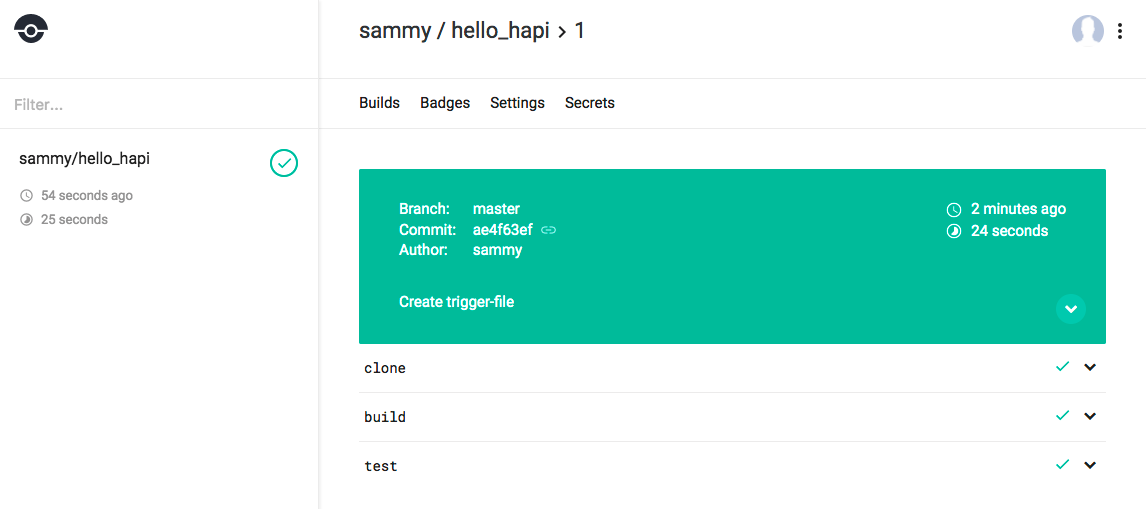 sammy / hello_hapi › 1
Filter...
Builds Badges Settings Secrets
sammy/hello_hapi
54 seconds ago
25 seconds
Branch: master
Commit: ae4f63ef
Author: sammy
2 minutes ago
24 seconds
Create trigger-file
clone
build
test